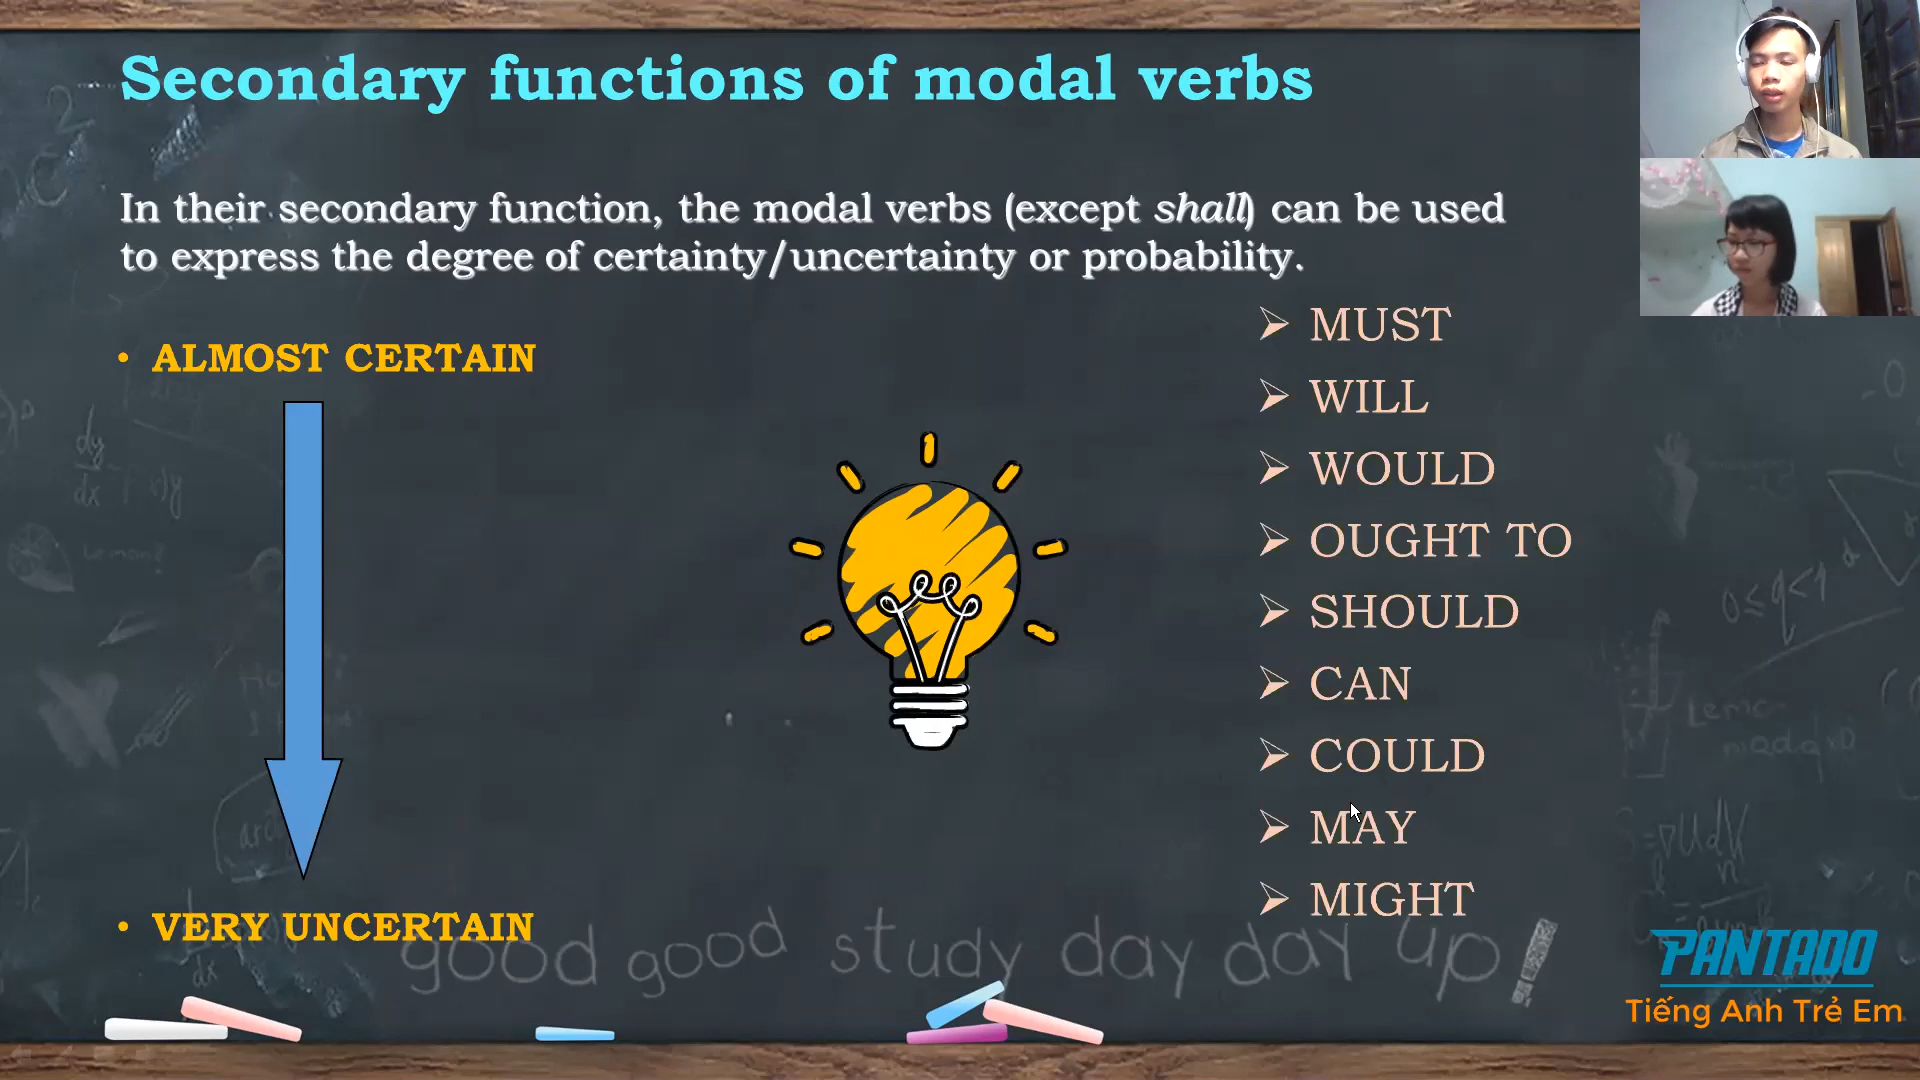 Secondary functions of modal verbs
In their secondary function, the modal verbs (except shall) can be used
to express the degree of certainty/uncertainty or probability.
• ALMOST CERTAIN
• VERY UNCERTAIN
➢ MUST
➢ WILL
➢ WOULD
➢ OUGHT TO
➢ SHOULD
➢ CAN
➢ COULD
➢ MAY
➢ MIGHT
good good study day day up!
PANTADO
Tiếng Anh Trẻ Em